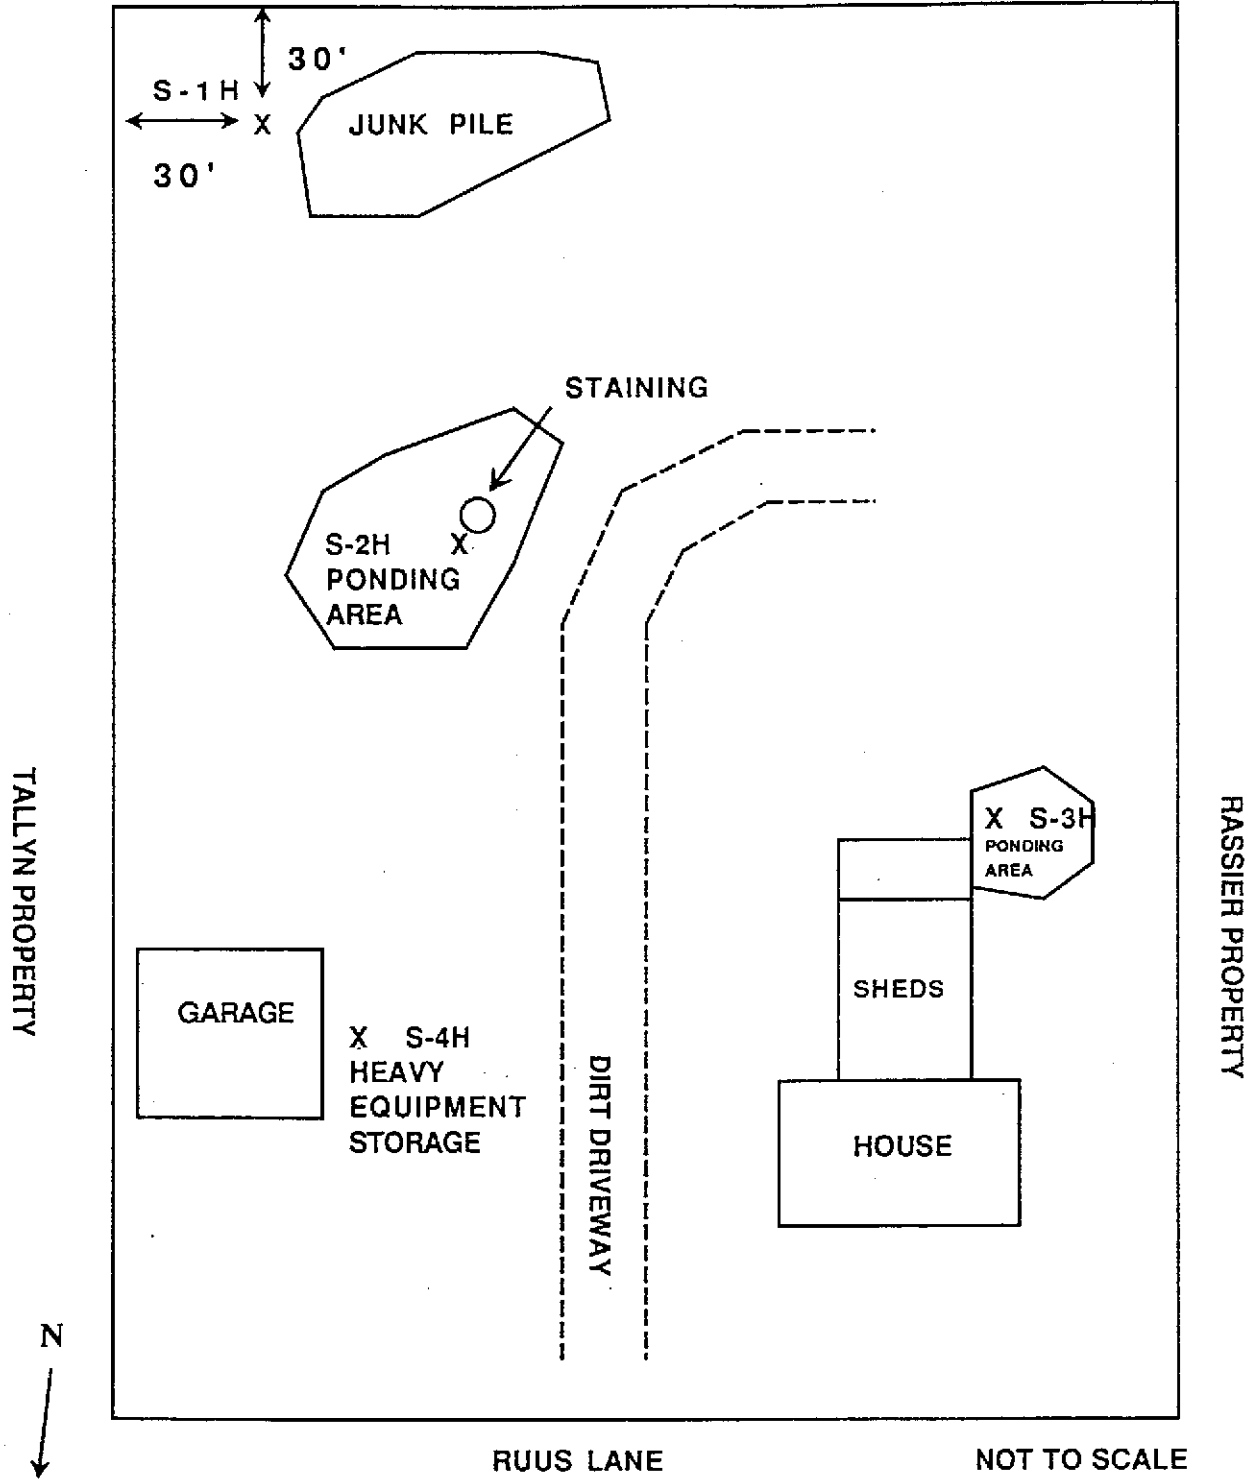 30'
S-1H
X
JUNK PILE
30'
STAINING
S-2H X
PONDING
AREA
TALLYN PROPERTY
RASSIER PROPERTY
X S-3H
PONDING
AREA
SHEDS
GARAGE
X S-4H
HEAVY
EQUIPMENT
STORAGE
DIRT DRIVEWAY
HOUSE
N
RUUS LANE
NOT TO SCALE